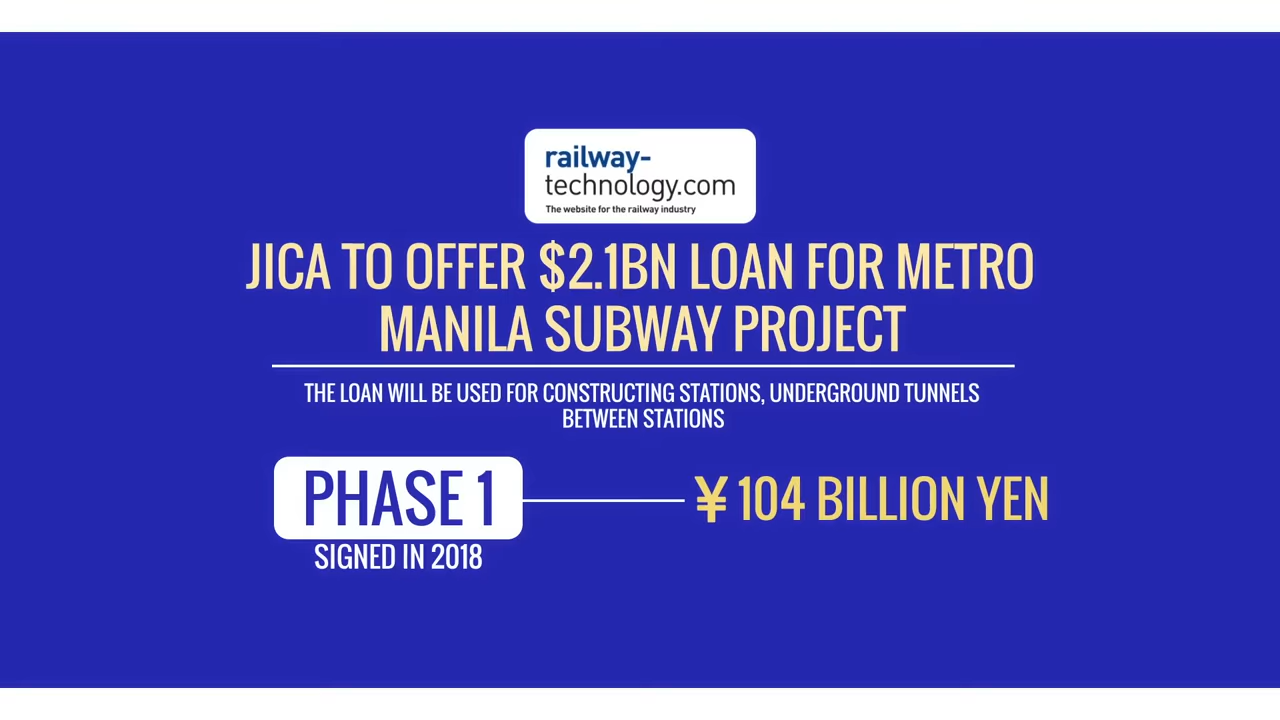 railway-
technology.com
The website for the railway industry
JICA TO OFFER $2.1BN LOAN FOR METRO
MANILA SUBWAY PROJECT
THE LOAN WILL BE USED FOR CONSTRUCTING STATIONS, UNDERGROUND TUNNELS
BETWEEN STATIONS
PHASE 1
¥ 104 BILLION YEN
SIGNED IN 2018